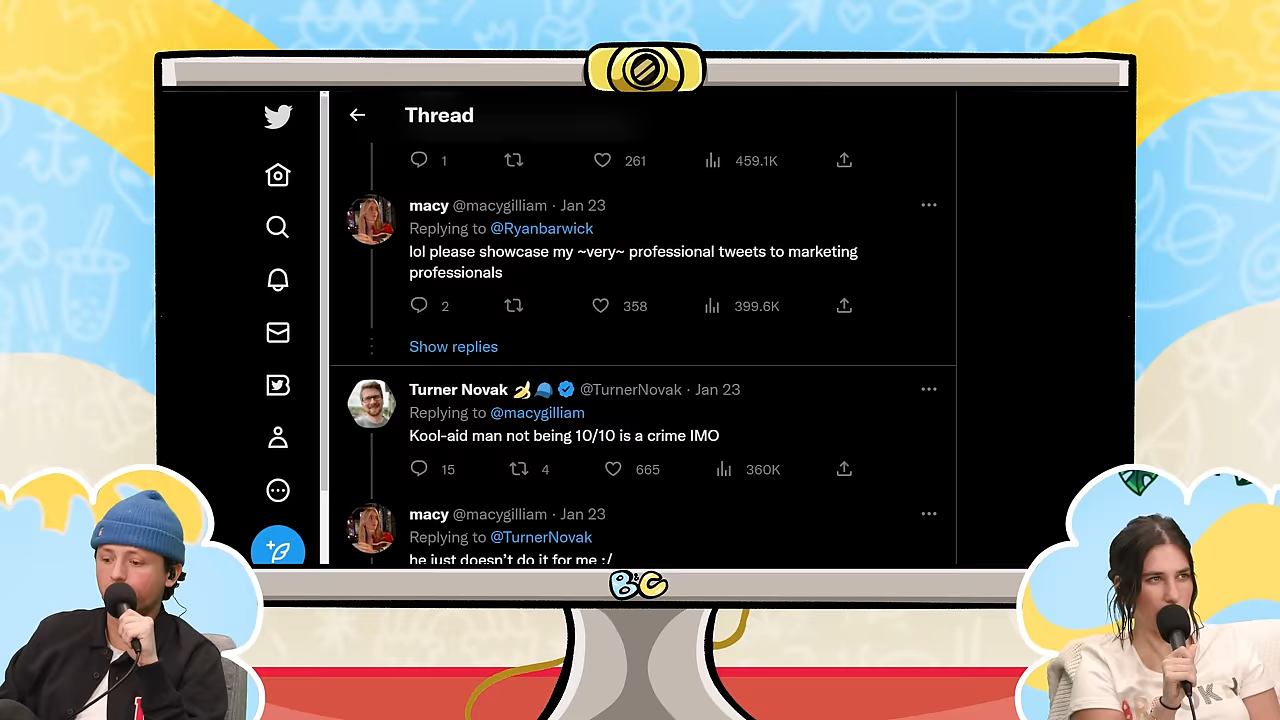 Thread
1 261 459.1K
macy @macygilliam · Jan 23
Replying to @Ryanbarwick
lol please showcase my ~very~ professional tweets to marketing
professionals
2 358 399.6K
Show replies
Turner Novak 🍌🧢 @TurnerNovak · Jan 23
Replying to @macygilliam
Kool-aid man not being 10/10 is a crime IMO
15 4 665 360K
macy @macygilliam · Jan 23
Replying to @TurnerNovak
he just doesn't do it for me :/
B&C